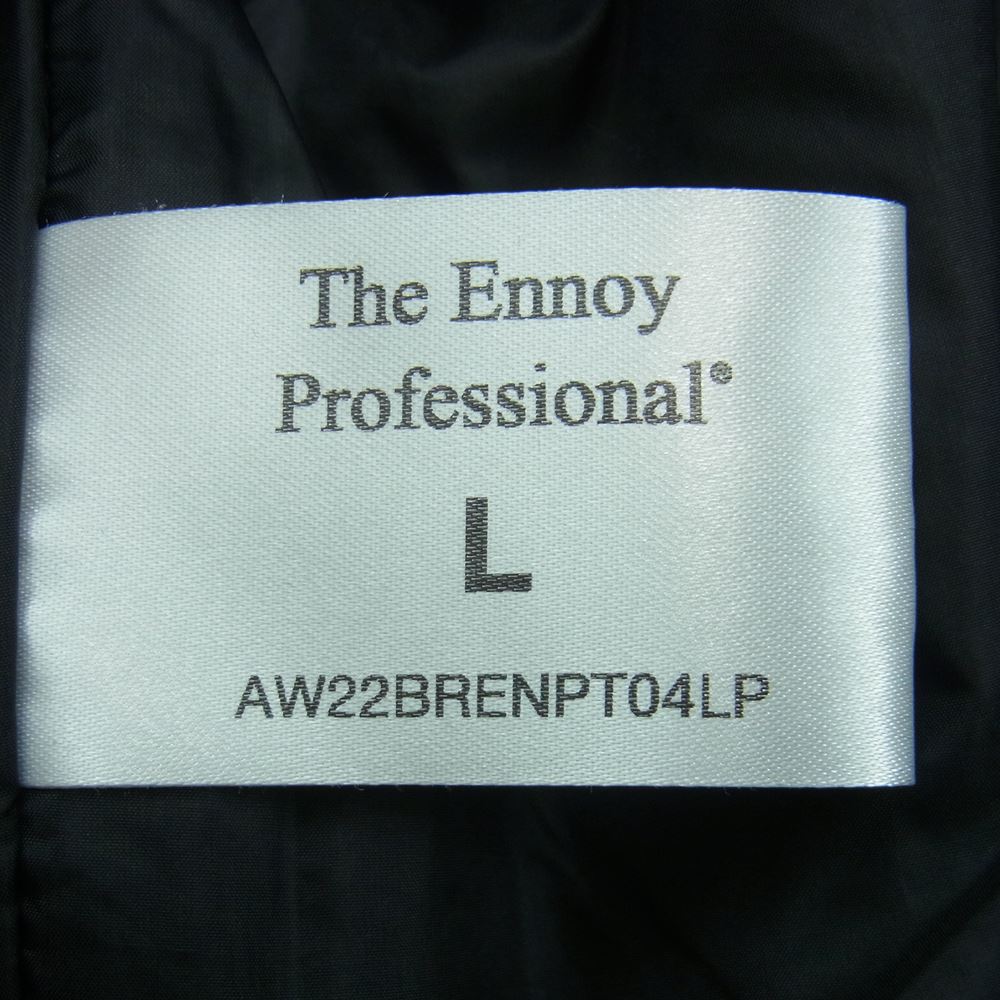 The Ennoy
Professional®
L
AW22BRENPT04LP